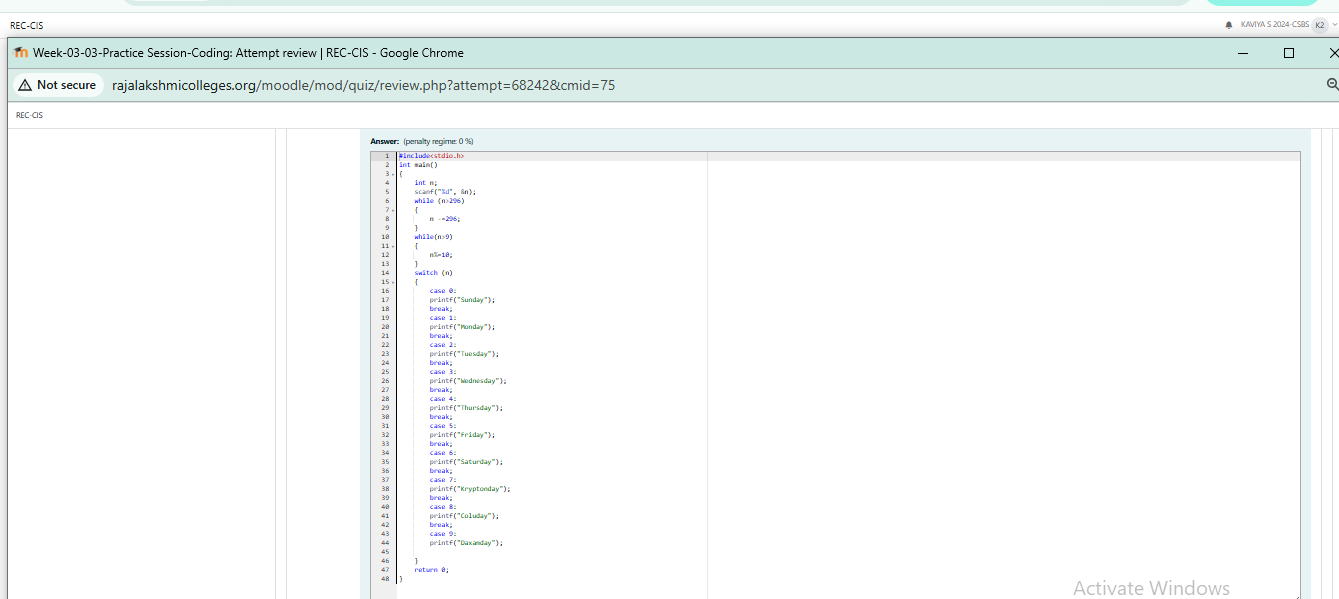 REC-CIS
KAVIYA S 2024-CSBS K2
Week-03-03-Practice Session-Coding: Attempt review | REC-CIS - Google Chrome
Not secure rajalakshmicolleges.org/moodle/mod/quiz/review.php?attempt=68242&cmid=75
REC-CIS
Answer: (penalty regime: 0 %)
1 #include<stdio.h>
2 int main()
3 {
4 int n;
5 scanf("%d", &n);
6 while (n>296)
7 {
8 n -=296;
9 }
10 while(n>9)
11 {
12 n%=10;
13 }
14 switch (n)
15 {
16 case 0:
17 printf("Sunday");
18 break;
19 case 1:
20 printf("Monday");
21 break;
22 case 2:
23 printf("Tuesday");
24 break;
25 case 3:
26 printf("Wednesday");
27 break;
28 case 4:
29 printf("Thursday");
30 break;
31 case 5:
32 printf("Friday");
33 break;
34 case 6:
35 printf("Saturday");
36 break;
37 case 7:
38 printf("Kryptonday");
39 break;
40 case 8:
41 printf("Coluday");
42 break;
43 case 9:
44 printf("Daxamday");
45
46 }
47 return 0;
48 }
Activate Windows